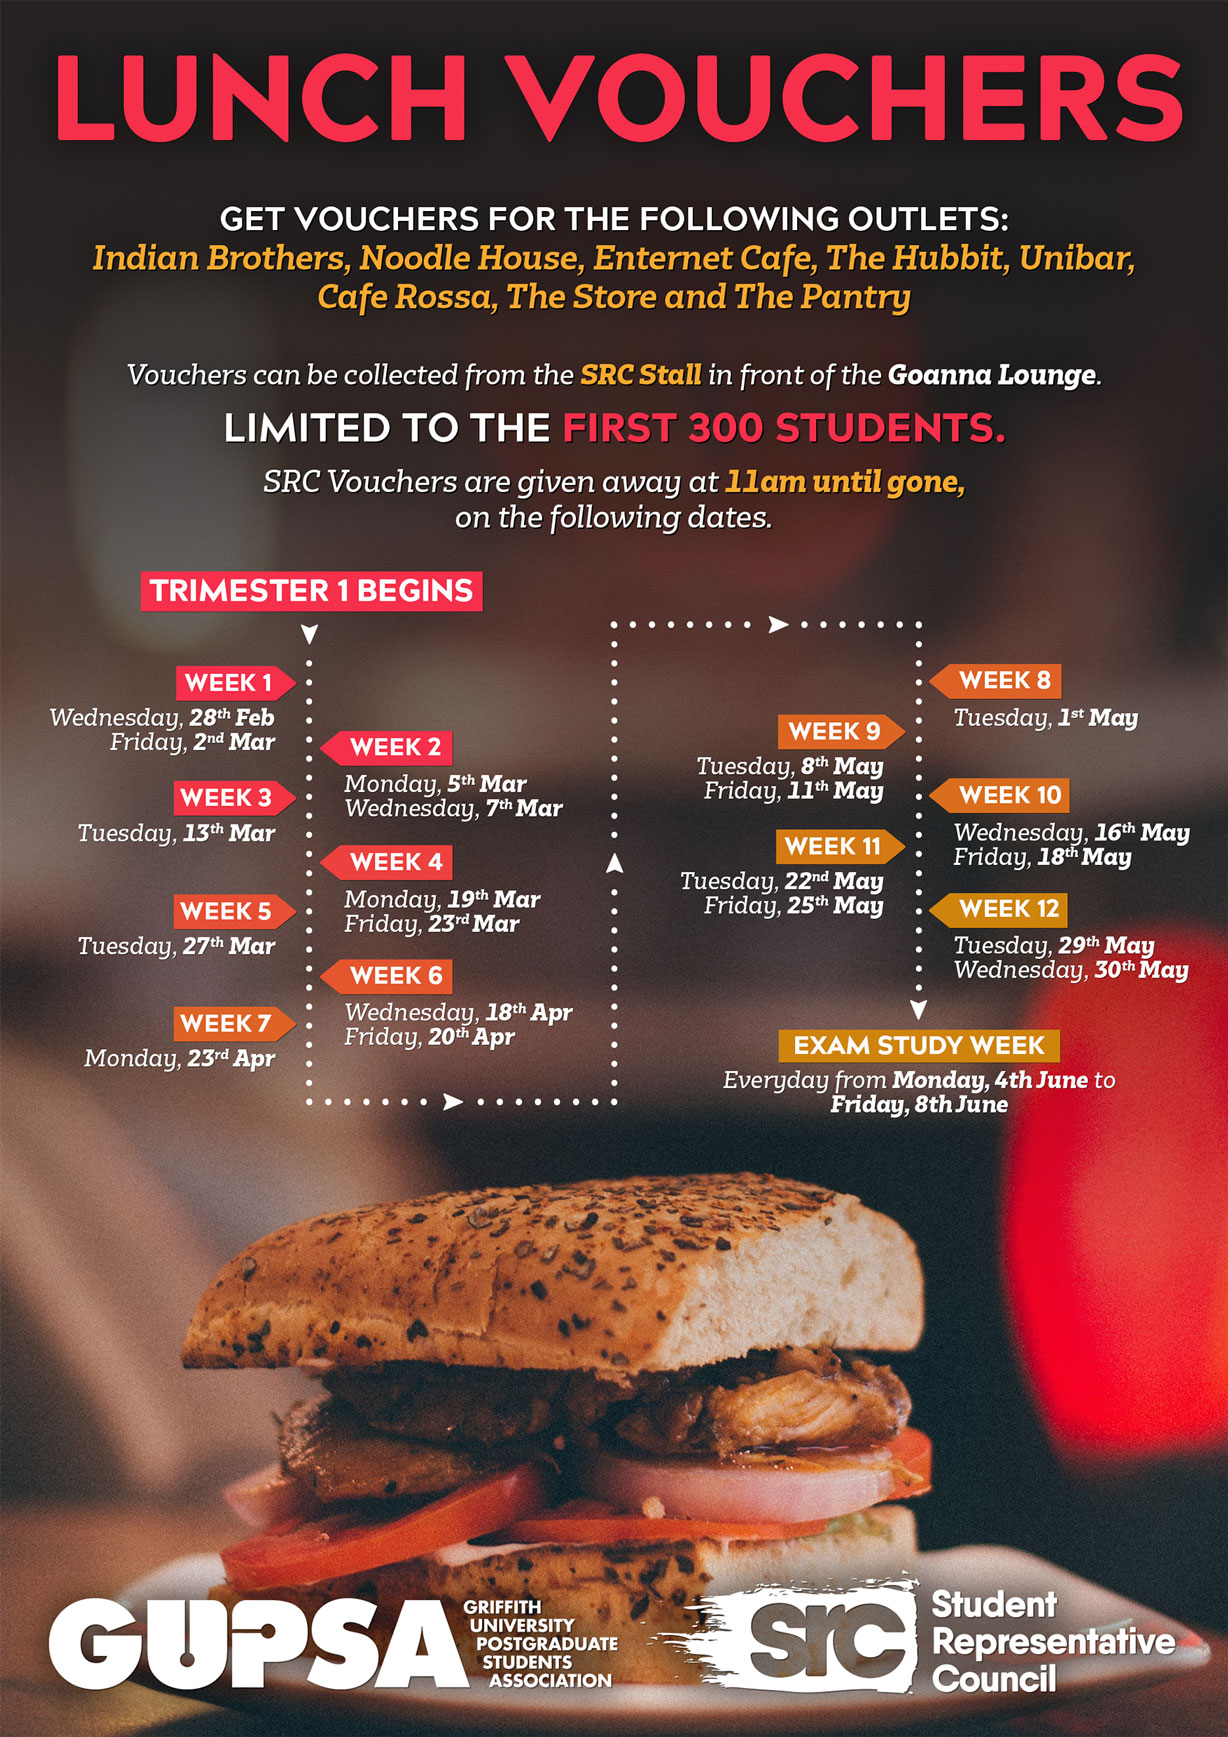 LUNCH VOUCHERS
GET VOUCHERS FOR THE FOLLOWING OUTLETS:
Indian Brothers, Noodle House, Enternet Cafe, The Hubbit, Unibar,
Cafe Rossa, The Store and The Pantry
Vouchers can be collected from the SRC Stall in front of the Goanna Lounge.
LIMITED TO THE FIRST 300 STUDENTS.
SRC Vouchers are given away at 11am until gone,
on the following dates.
TRIMESTER 1 BEGINS
WEEK 1
Wednesday, 28th Feb
Friday, 2nd Mar
WEEK 2
Monday, 5th Mar
Wednesday, 7th Mar
WEEK 3
Tuesday, 13th Mar
WEEK 4
Monday, 19th Mar
Friday, 23rd Mar
WEEK 5
Tuesday, 27th Mar
WEEK 6
Wednesday, 18th Apr
Friday, 20th Apr
WEEK 7
Monday, 23rd Apr
WEEK 8
Tuesday, 1st May
WEEK 9
Tuesday, 8th May
Friday, 11th May
WEEK 10
Wednesday, 16th May
Friday, 18th May
WEEK 11
Tuesday, 22nd May
Friday, 25th May
WEEK 12
Tuesday, 29th May
Wednesday, 30th May
EXAM STUDY WEEK
Everyday from Monday, 4th June to
Friday, 8th June
GUPSA
GRIFFITH
UNIVERSITY
POSTGRADUATE
STUDENTS
ASSOCIATION
src
Student
Representative
Council